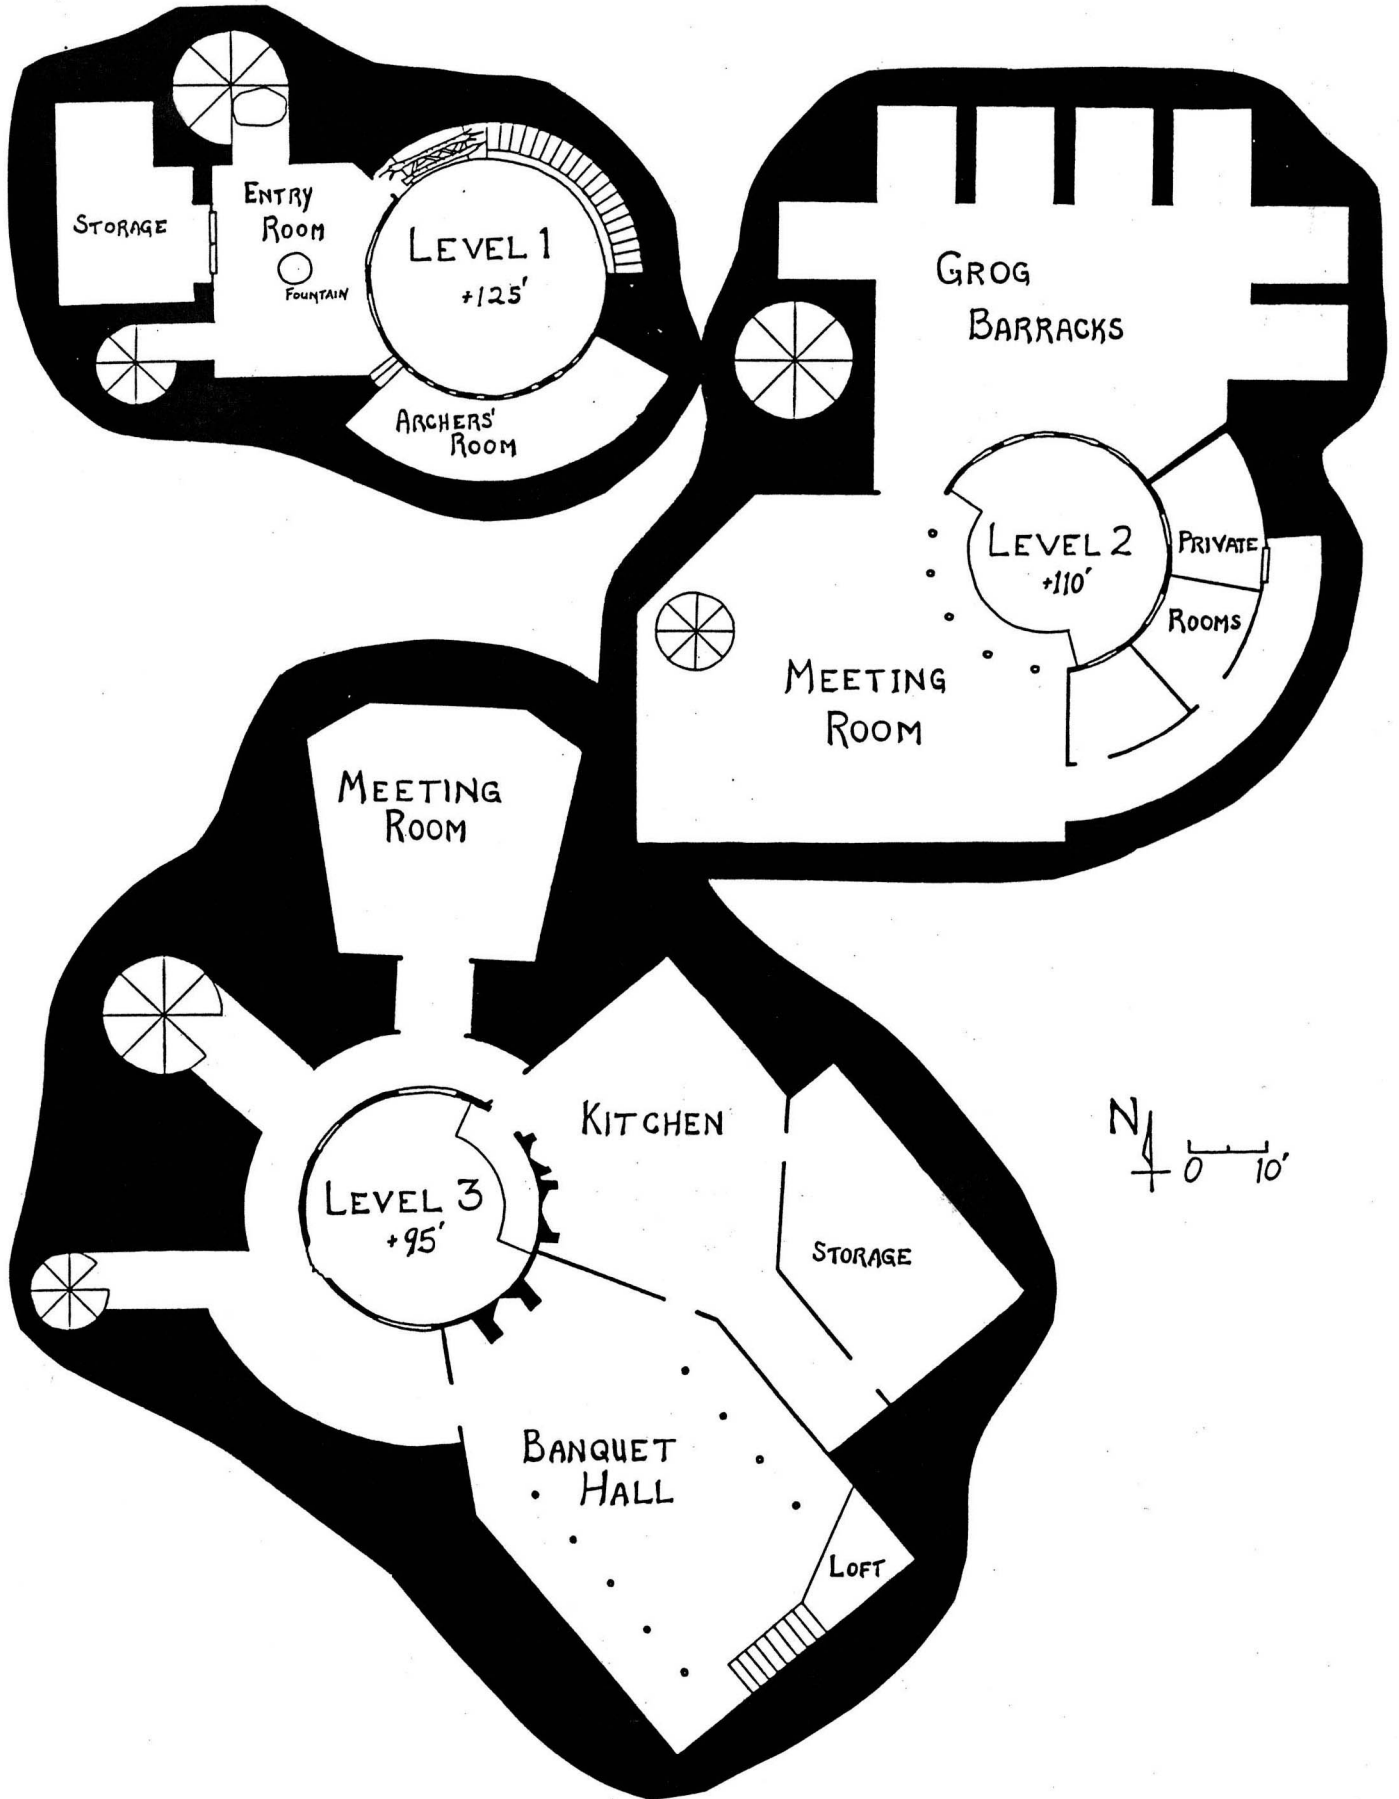 STORAGE
ENTRY
ROOM
FOUNTAIN
LEVEL 1
+125'
ARCHERS'
ROOM
GROG
BARRACKS
LEVEL 2
+110'
PRIVATE
ROOMS
MEETING
ROOM
MEETING
ROOM
KITCHEN
LEVEL 3
+95'
STORAGE
BANQUET
HALL
LOFT
N
0 10'